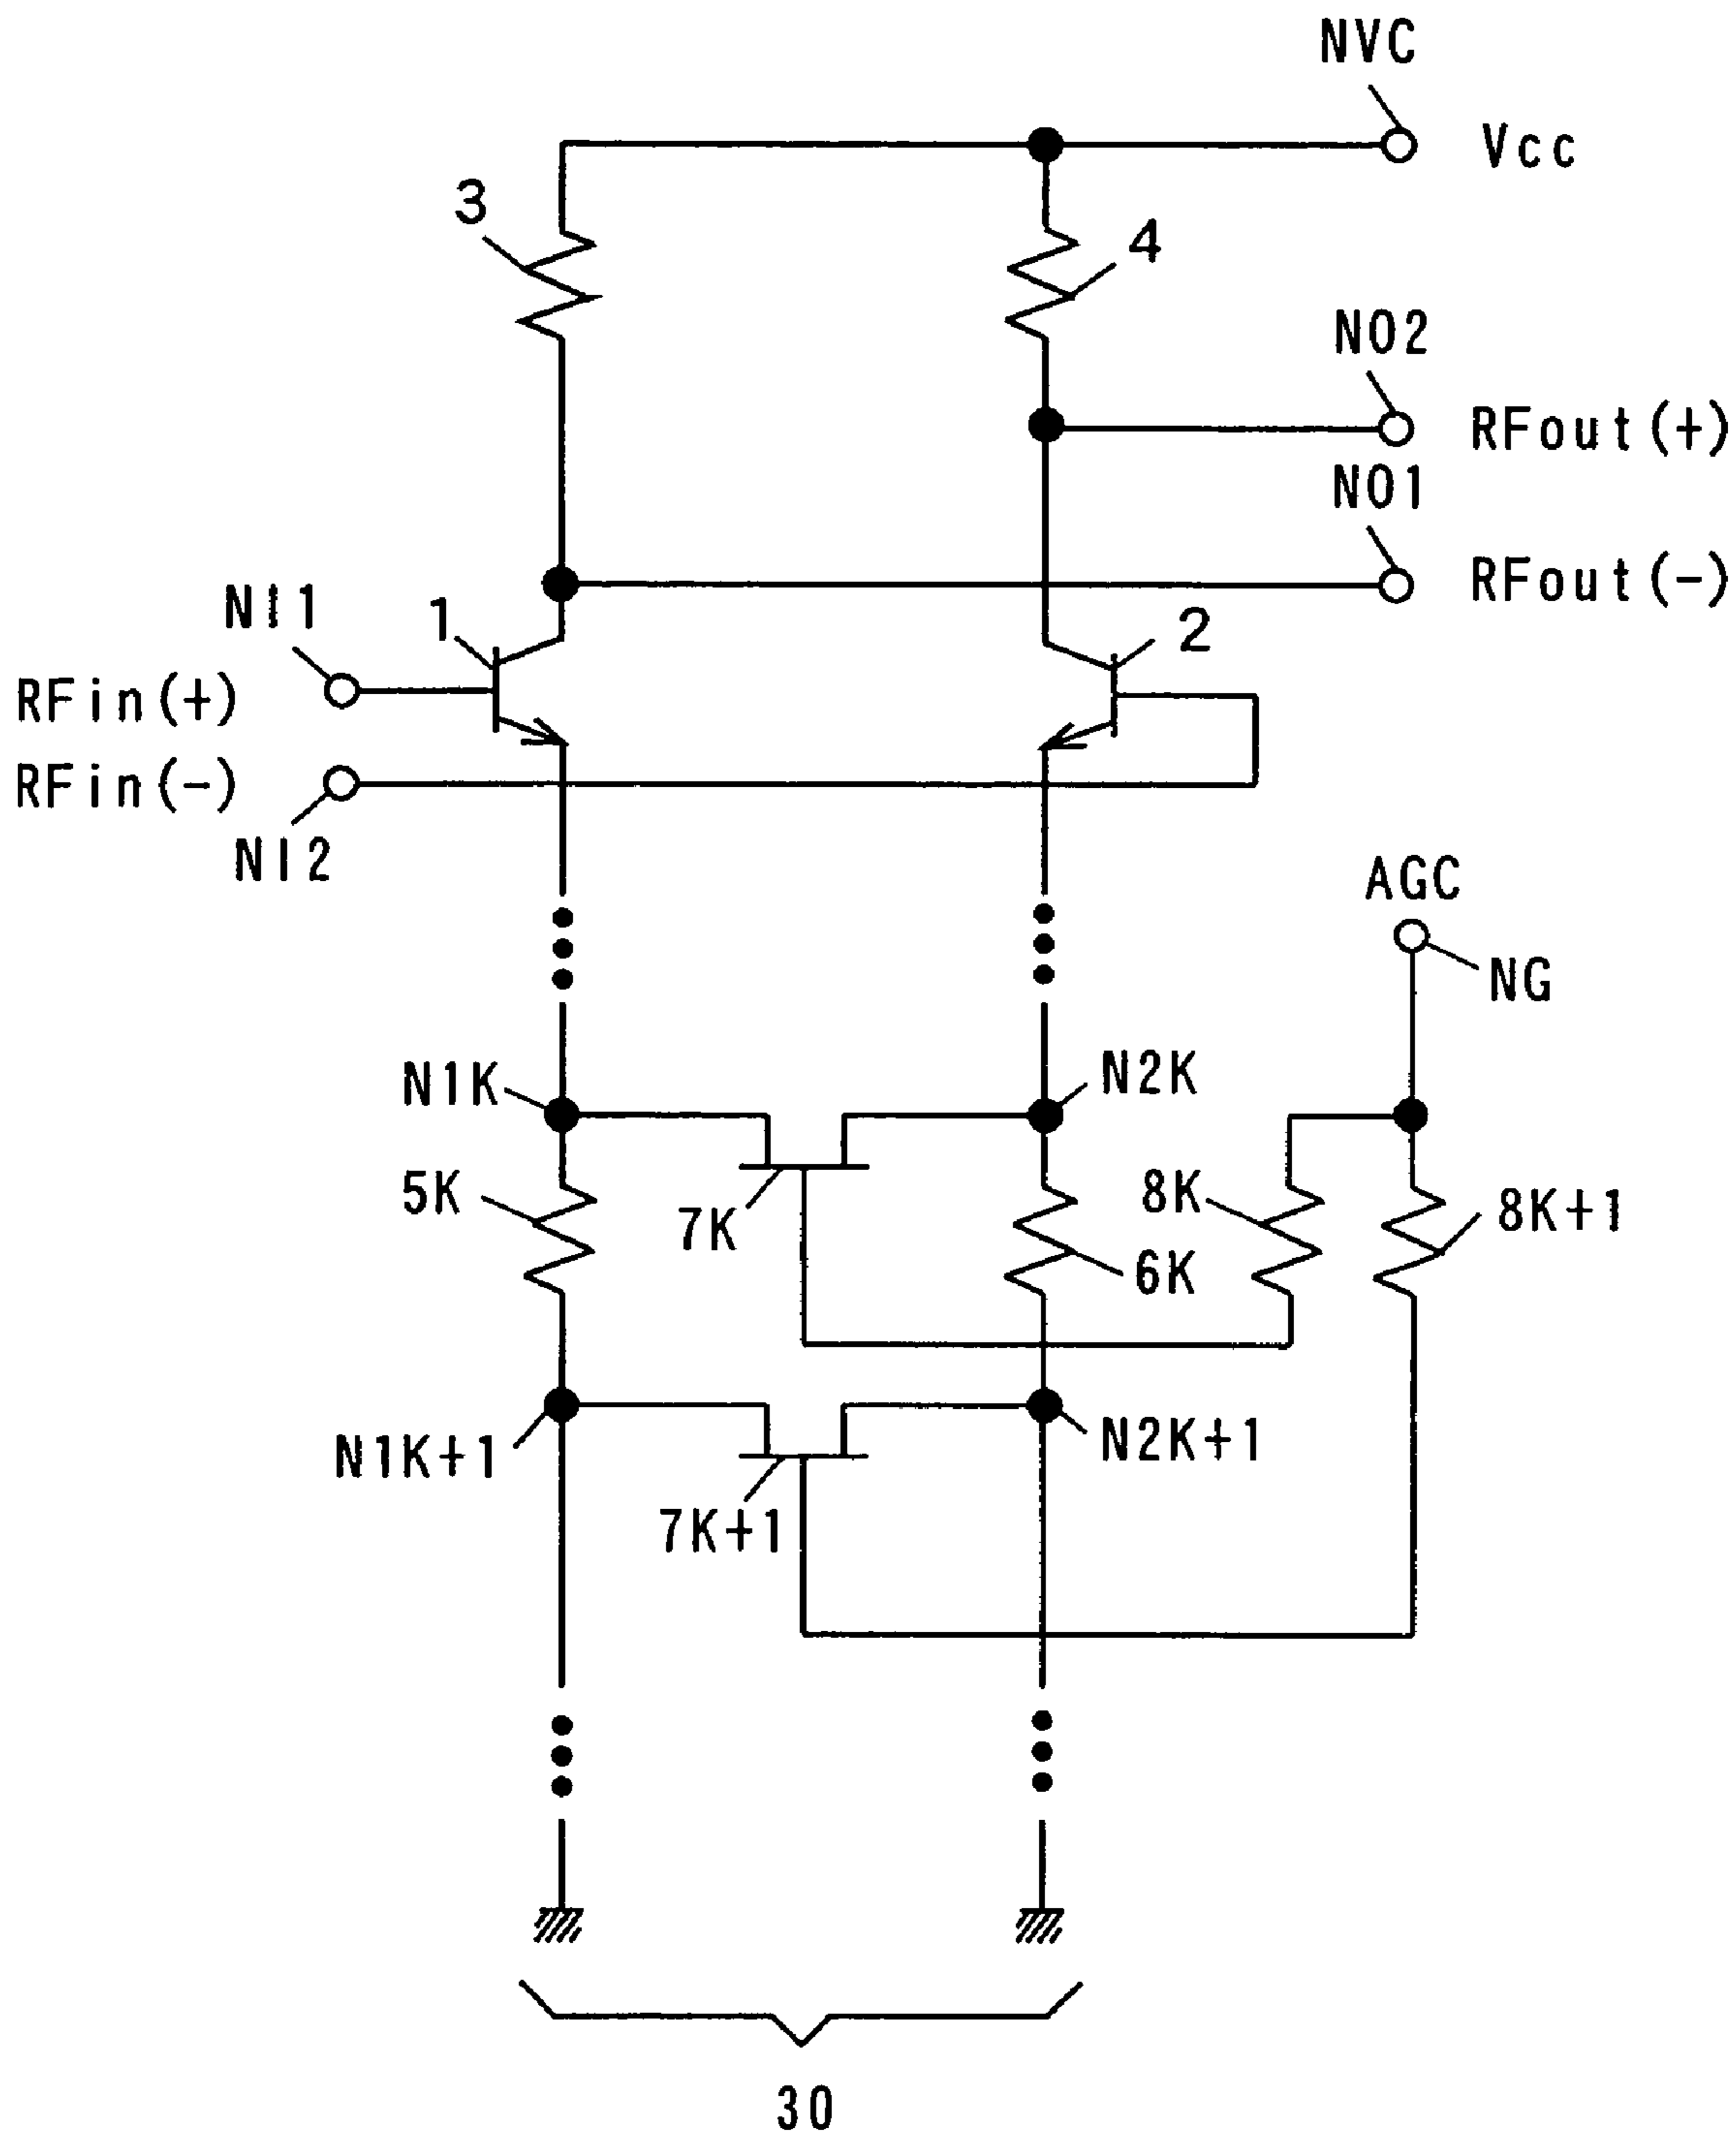 NVC
Vcc
3
4
NO2
RFout(+)
NO1
RFout(-)
NI1
1
2
RFin(+)
RFin(-)
NI2
AGC
NG
N1K
N2K
5K
7K
8K
8K+1
6K
N1K+1
N2K+1
7K+1
30